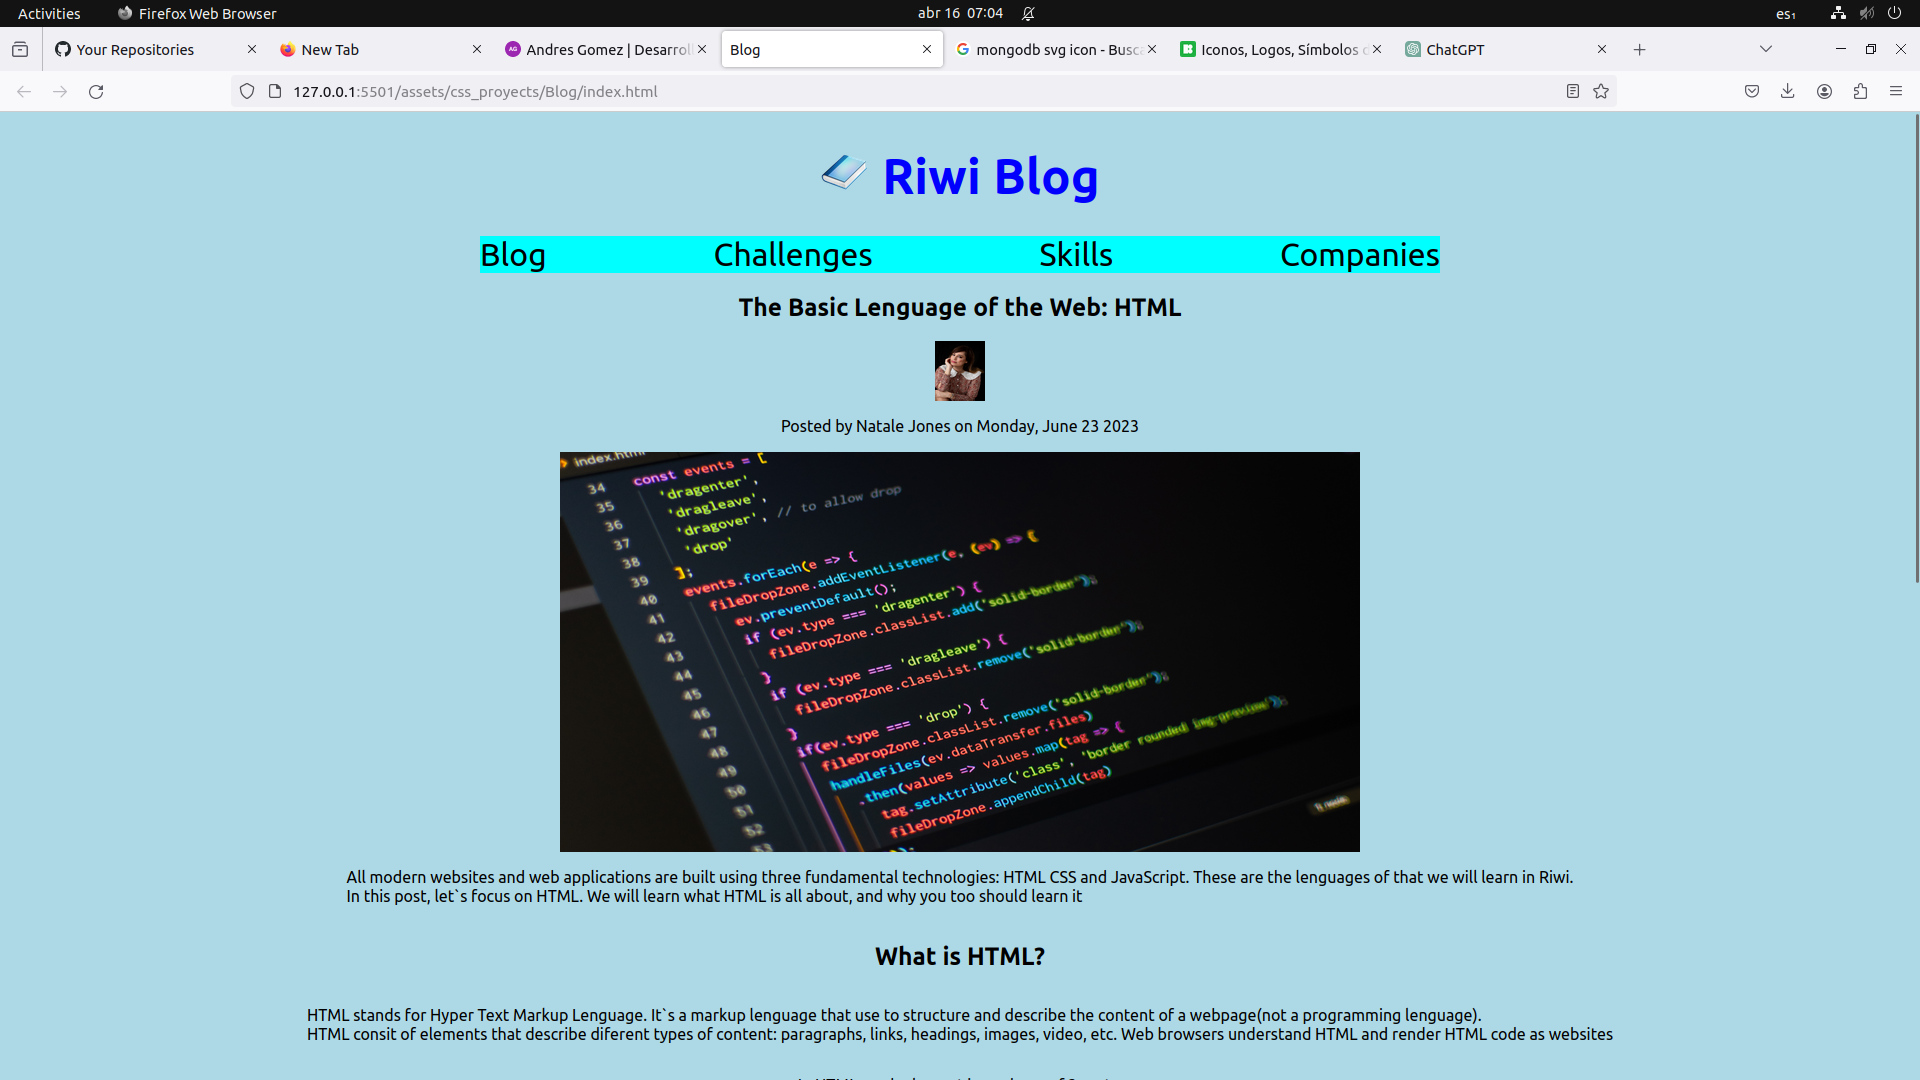 Activities
Firefox Web Browser
abr 16 07:04
es₁
Your Repositories
New Tab
AG
Andres Gomez | Desarroll
Blog
mongodb svg icon - Busca
Iconos, Logos, Símbolos d
ChatGPT
127.0.0.1:5501/assets/css_proyects/Blog/index.html
Riwi Blog
Blog
Challenges
Skills
Companies
The Basic Lenguage of the Web: HTML
Posted by Natale Jones on Monday, June 23 2023
index.html
34 const events = [
35 'dragenter',
36 'dragleave',
37 'dragover', // to allow drop
38 'drop'
39 ];
40 events.forEach(e => {
41 fileDropZone.addEventListener(e, (ev) => {
42 ev.preventDefault();
43 if (ev.type === 'dragenter') {
44 fileDropZone.classList.add('solid-border');
45 }
46 if (ev.type === 'dragleave') {
47 fileDropZone.classList.remove('solid-border');
48 }
49 if(ev.type === 'drop') {
50 fileDropZone.classList.remove('solid-border');
51 handleFiles(ev.dataTransfer.files)
52 .then(values => values.map(tag => {
53 tag.setAttribute('class', 'border rounded img-preview');
fileDropZone.appendChild(tag)
}));
All modern websites and web applications are built using three fundamental technologies: HTML CSS and JavaScript. These are the lenguages of that we will learn in Riwi.
In this post, let`s focus on HTML. We will learn what HTML is all about, and why you too should learn it
What is HTML?
HTML stands for Hyper Text Markup Lenguage. It`s a markup lenguage that use to structure and describe the content of a webpage(not a programming lenguage).
HTML consit of elements that describe diferent types of content: paragraphs, links, headings, images, video, etc. Web browsers understand HTML and render HTML code as websites